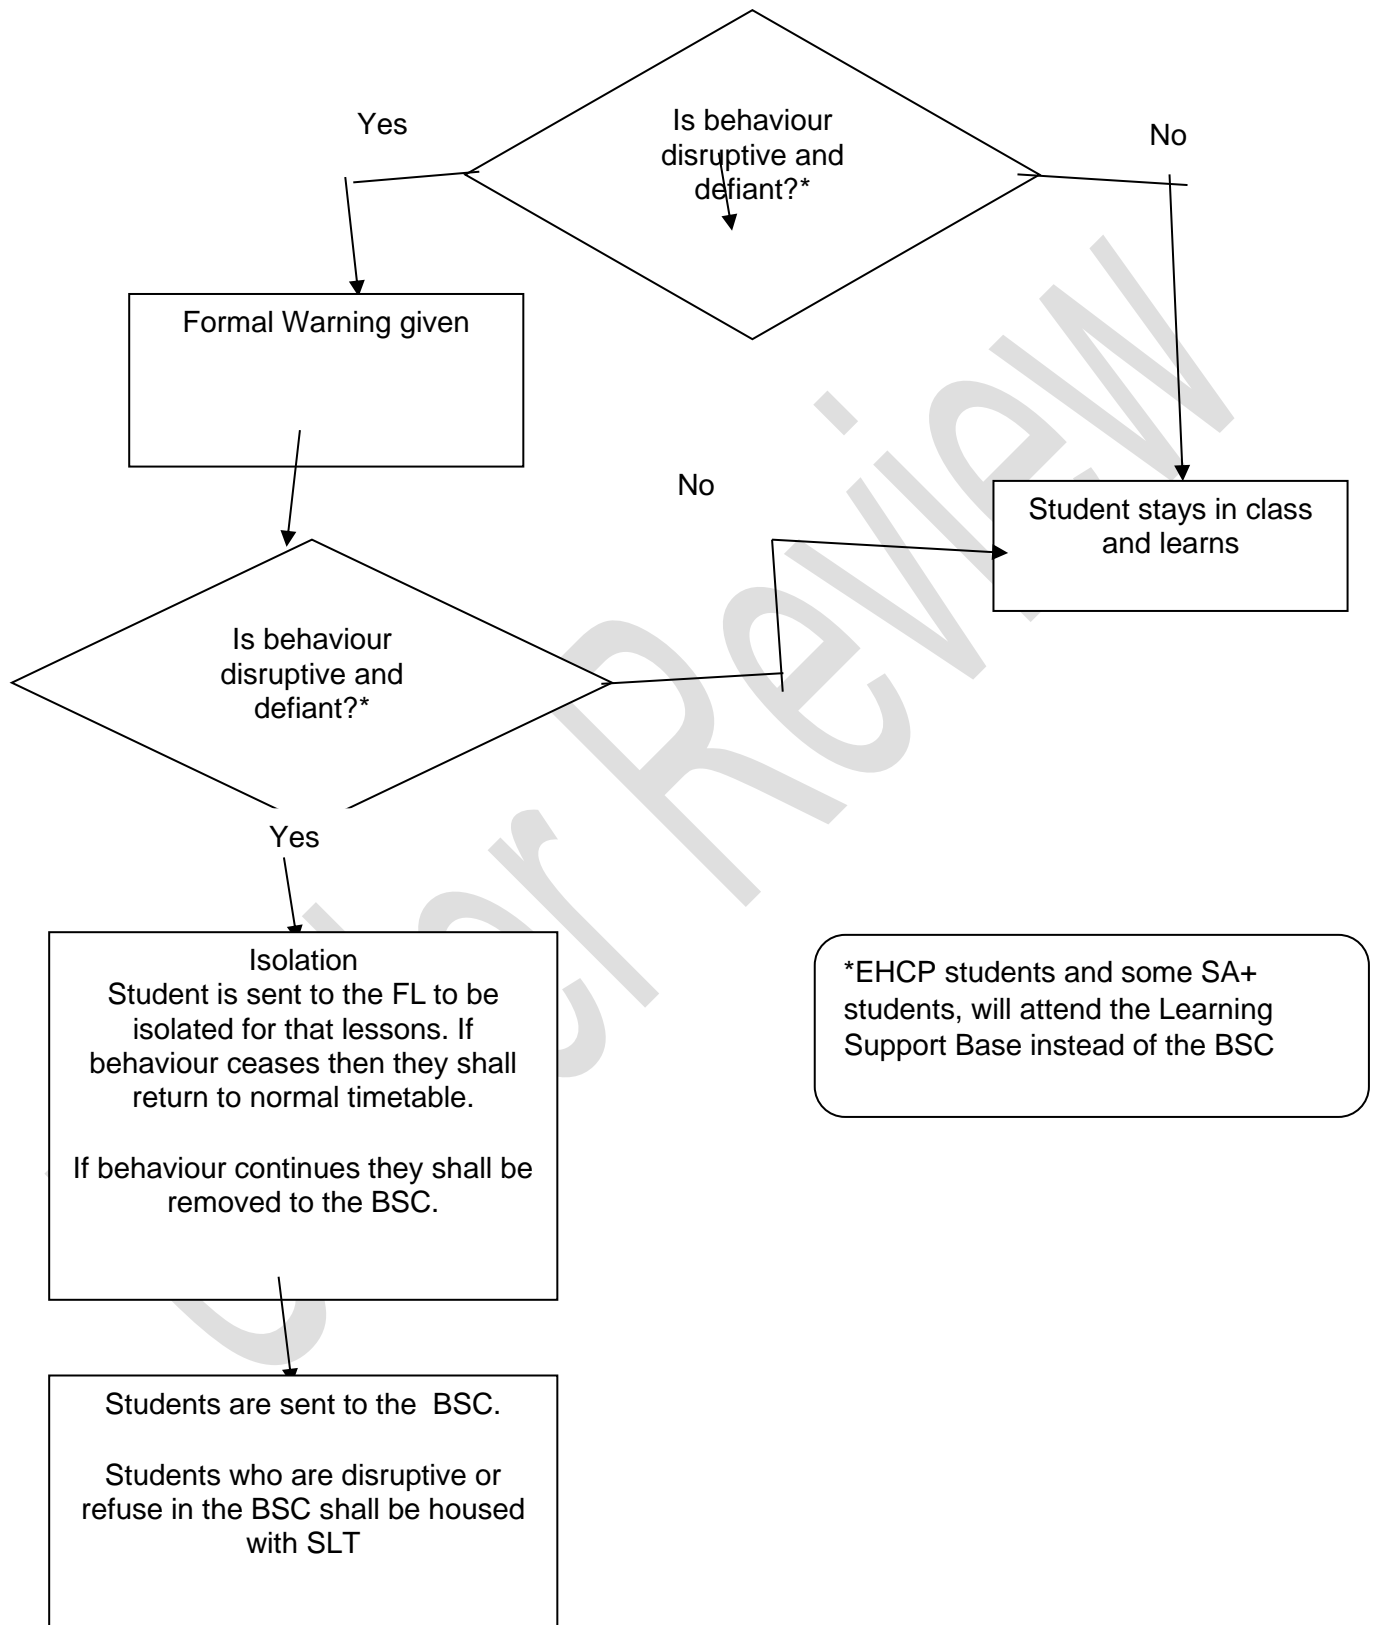 Yes
Is behaviour
disruptive and
defiant?*
No
Formal Warning given
No
Student stays in class
and learns
Is behaviour
disruptive and
defiant?*
Yes
Isolation
Student is sent to the FL to be
isolated for that lessons. If
behaviour ceases then they shall
return to normal timetable.
If behaviour continues they shall be
removed to the BSC.
*EHCP students and some SA+
students, will attend the Learning
Support Base instead of the BSC
Students are sent to the  BSC.
Students who are disruptive or
refuse in the BSC shall be housed
with SLT
Review